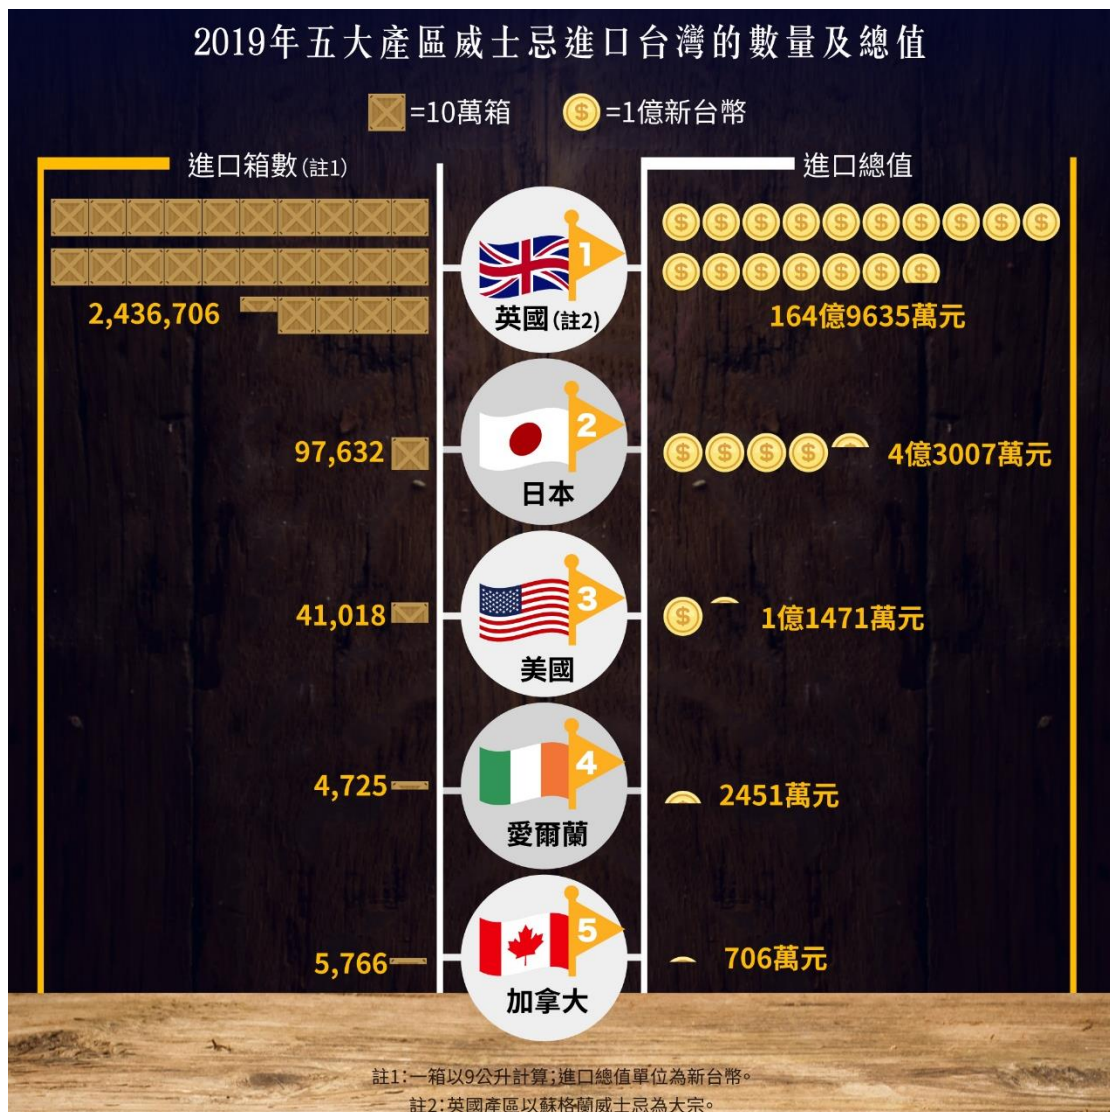 2019年五大產區威士忌進口台灣的數量及總值
=10萬箱 $=1億新台幣
進口箱數(註1) 進口總值
2,436,706 1 英國(註2) 164億9635萬元
97,632 2 日本 4億3007萬元
41,018 3 美國 1億1471萬元
4,725 4 愛爾蘭 2451萬元
5,766 5 加拿大 706萬元
註1:一箱以9公升計算;進口總值單位為新台幣。
註2:英國產區以蘇格蘭威士忌為大宗。